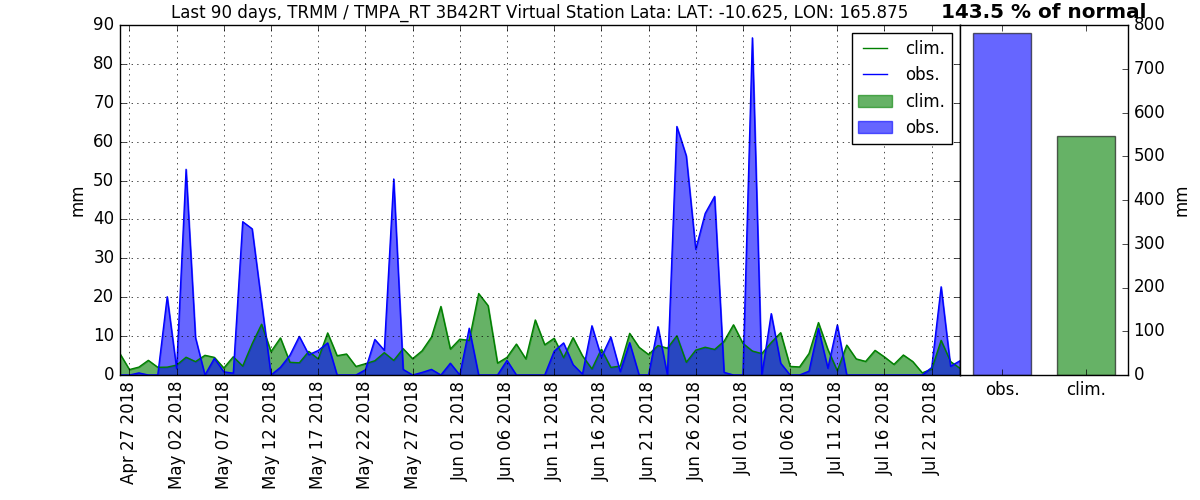 Last 90 days, TRMM / TMPA_RT 3B42RT Virtual Station Lata: LAT: -10.625, LON: 165.875
143.5 % of normal
90
80
70
60
50
40
30
20
10
0
mm
clim.
obs.
clim.
obs.
Apr 27 2018
May 02 2018
May 07 2018
May 12 2018
May 17 2018
May 22 2018
May 27 2018
Jun 01 2018
Jun 06 2018
Jun 11 2018
Jun 16 2018
Jun 21 2018
Jun 26 2018
Jul 01 2018
Jul 06 2018
Jul 11 2018
Jul 16 2018
Jul 21 2018
800
700
600
500
400
300
200
100
0
mm
obs.
clim.